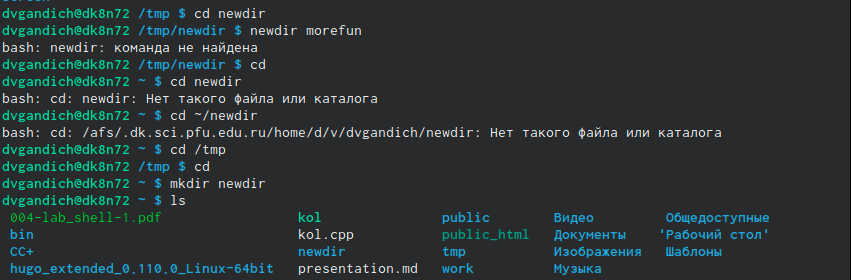 dvgandich@dk8n72 /tmp $ cd newdir
dvgandich@dk8n72 /tmp/newdir $ newdir morefun
bash: newdir: команда не найдена
dvgandich@dk8n72 /tmp/newdir $ cd
dvgandich@dk8n72 ~ $ cd newdir
bash: cd: newdir: Нет такого файла или каталога
dvgandich@dk8n72 ~ $ cd ~/newdir
bash: cd: /afs/.dk.sci.pfu.edu.ru/home/d/v/dvgandich/newdir: Нет такого файла или каталога
dvgandich@dk8n72 ~ $ cd /tmp
dvgandich@dk8n72 /tmp $ cd
dvgandich@dk8n72 ~ $ mkdir newdir
dvgandich@dk8n72 ~ $ ls
004-lab_shell-1.pdf kol public Видео Общедоступные
bin kol.cpp public_html Документы 'Рабочий стол'
CC+ newdir tmp Изображения Шаблоны
hugo_extended_0.110.0_Linux-64bit presentation.md work Музыка